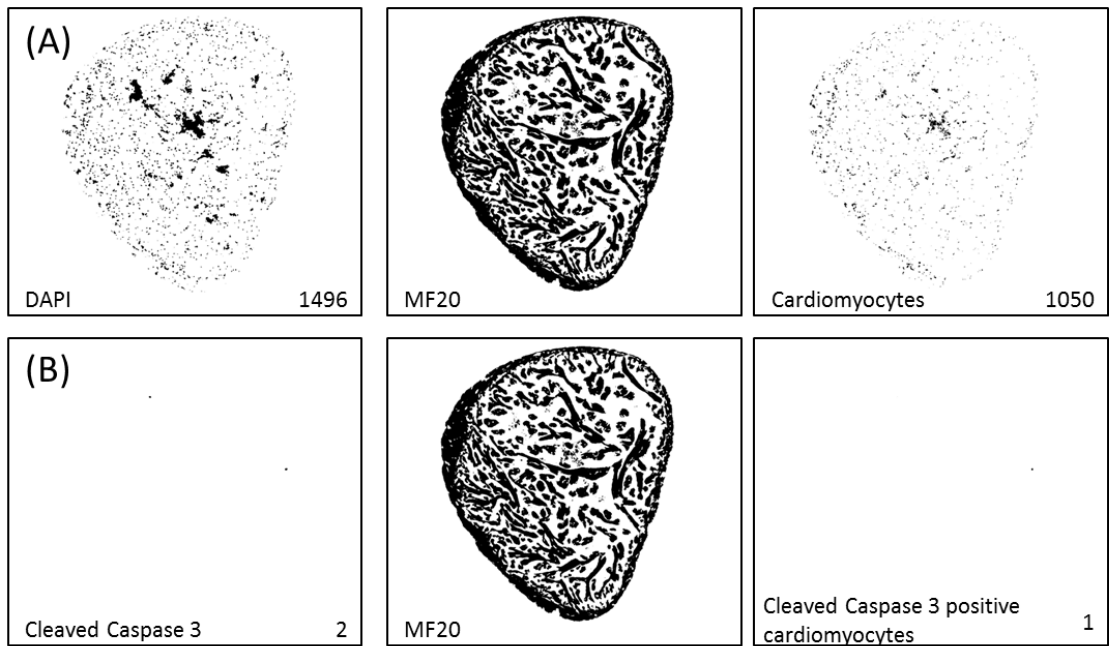 (A)
DAPI 1496
MF20
Cardiomyocytes 1050
(B)
Cleaved Caspase 3 2
MF20
Cleaved Caspase 3 positive
cardiomyocytes 1